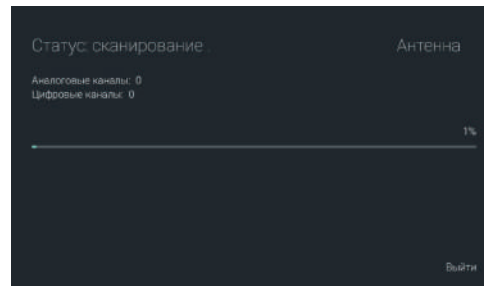 Статус: сканирование..
Антенна
Аналоговые каналы: 0
Цифровые каналы: 0
1%
Выйти